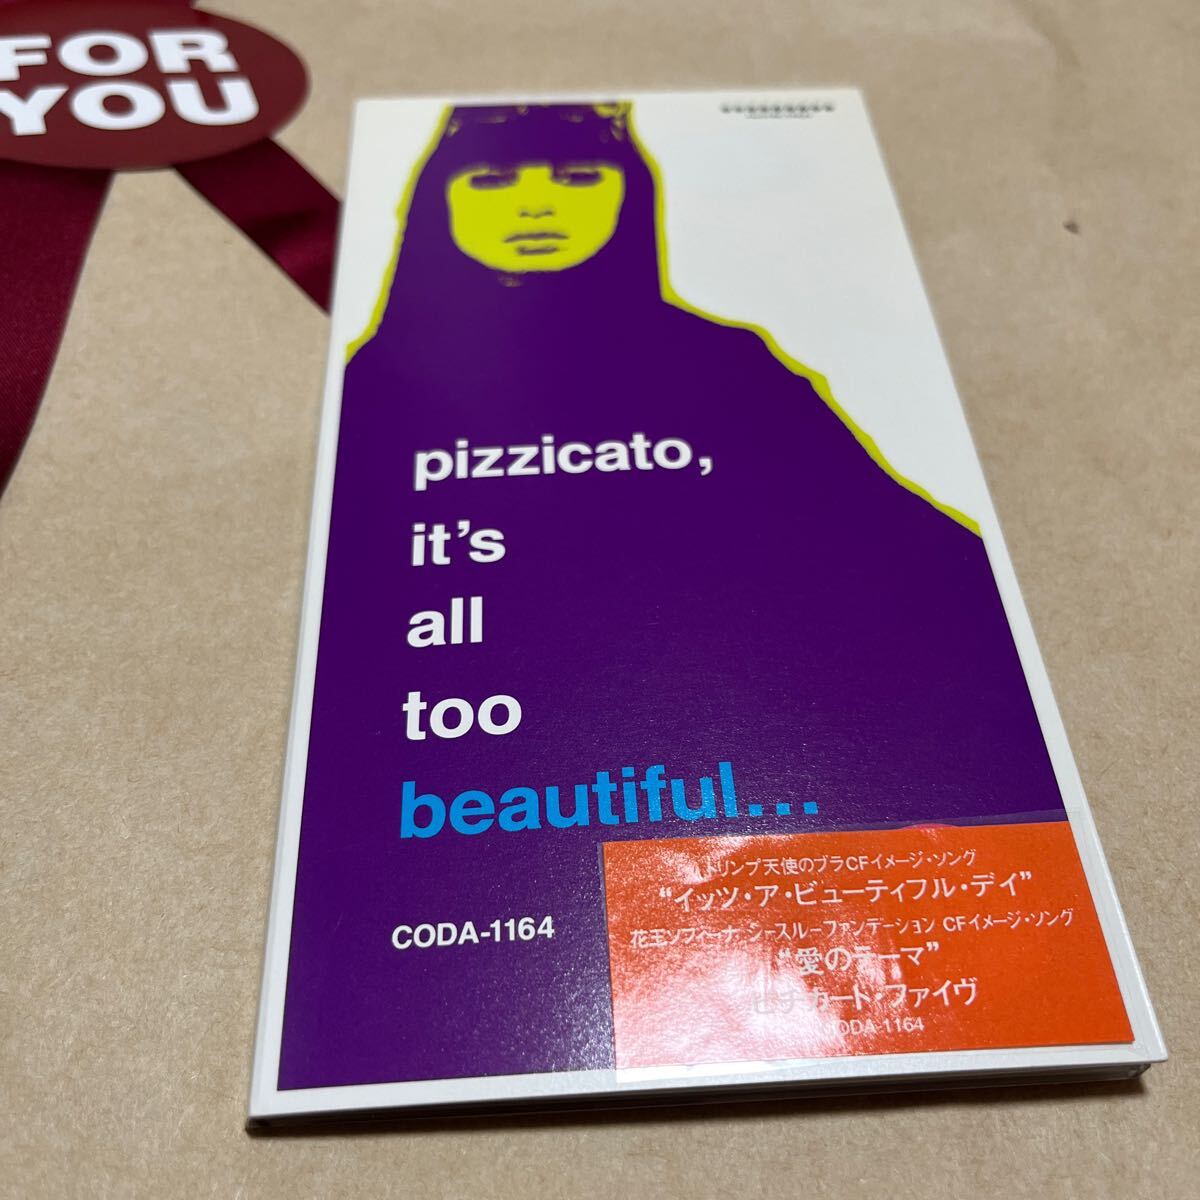 FOR
YOU
pizzicato,
it's
all
too
beautiful...
CODA-1164
トリンプ天使のブラCFイメージ・ソング
“イッツ・ア・ビューティフル・デイ”
花王ソフィーナ シースルーファンデーション CFイメージ・ソング
“愛のテーマ”
ピチカート・ファイヴ
CODA-1164